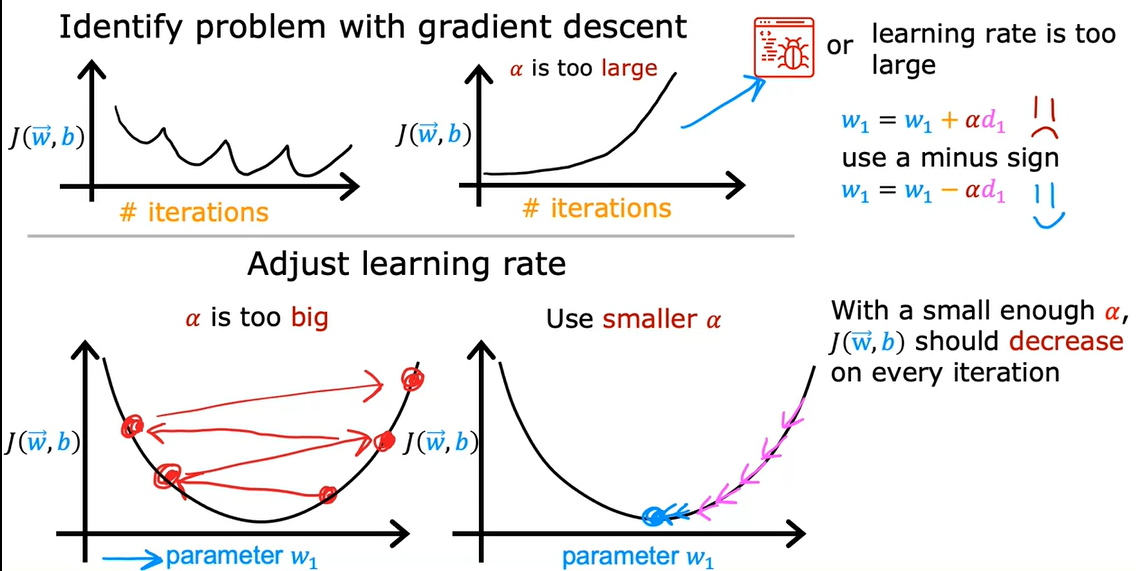 Identify problem with gradient descent
J(w⃗, b)
# iterations
α is too large
J(w⃗, b)
# iterations
or learning rate is too
large
w₁ = w₁ + αd₁
use a minus sign
w₁ = w₁ − αd₁
Adjust learning rate
α is too big
J(w⃗, b)
parameter w₁
Use smaller α
J(w⃗, b)
parameter w₁
With a small enough α,
J(w⃗, b) should decrease
on every iteration